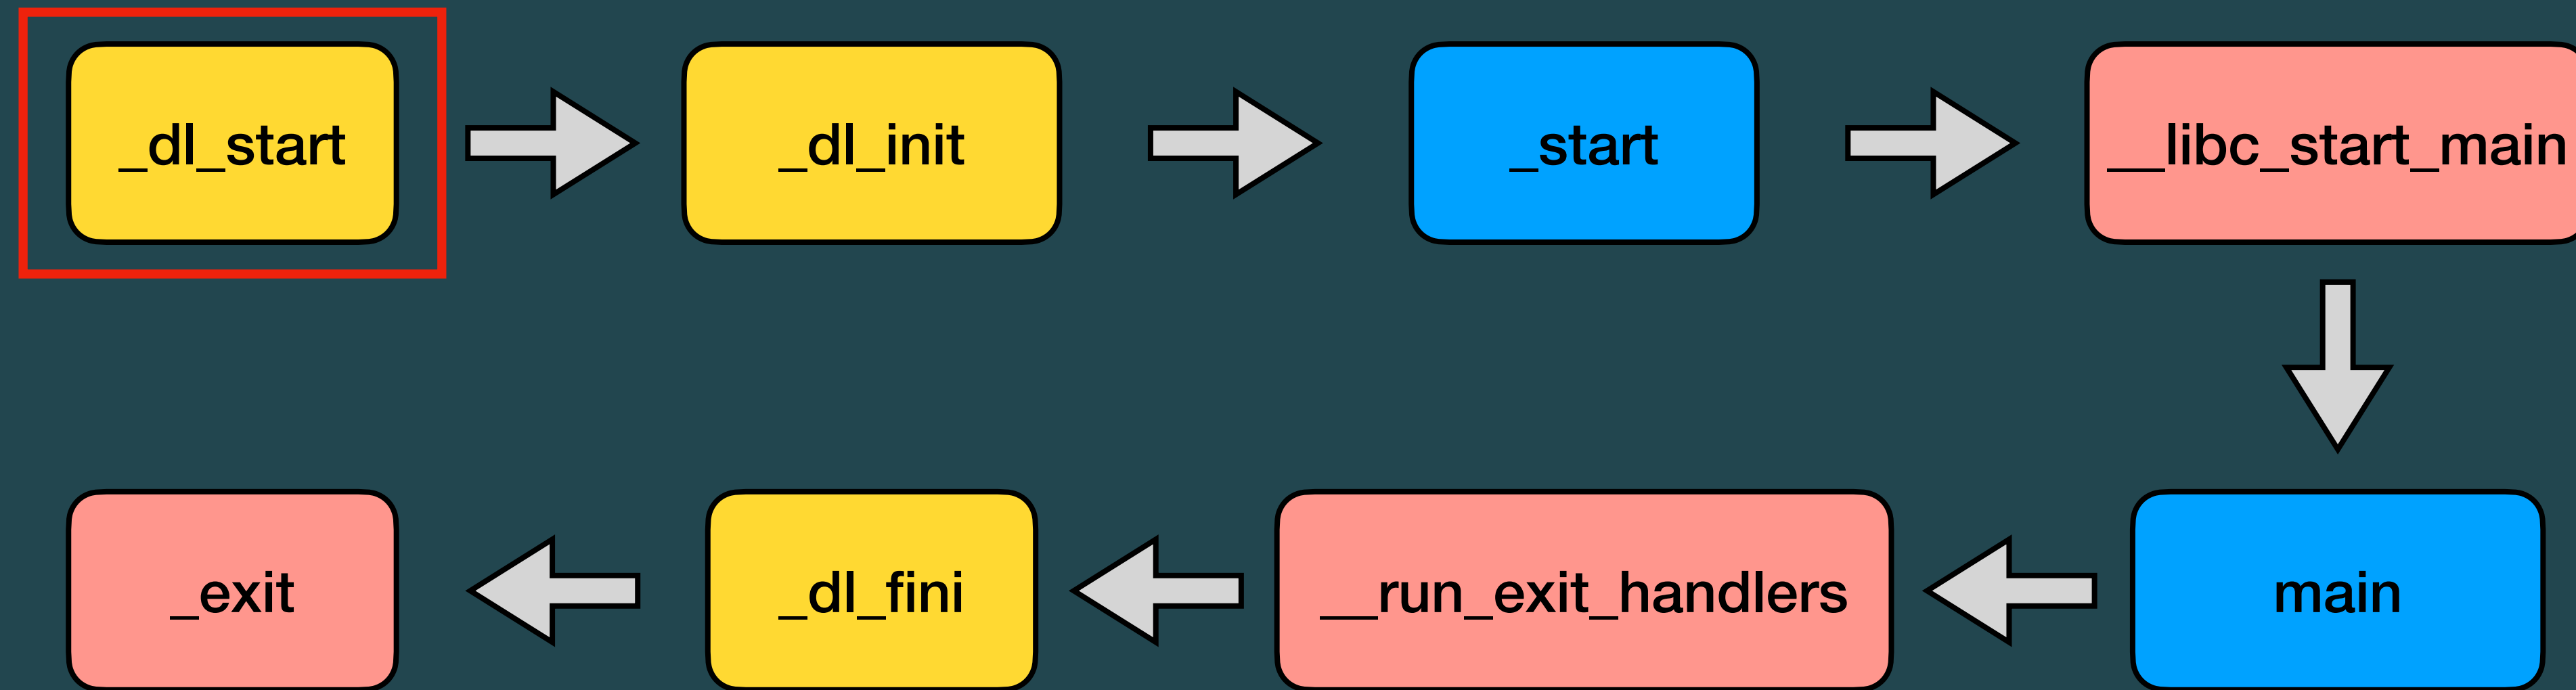 _dl_start
_dl_init
_start
__libc_start_main
main
__run_exit_handlers
_dl_fini
_exit